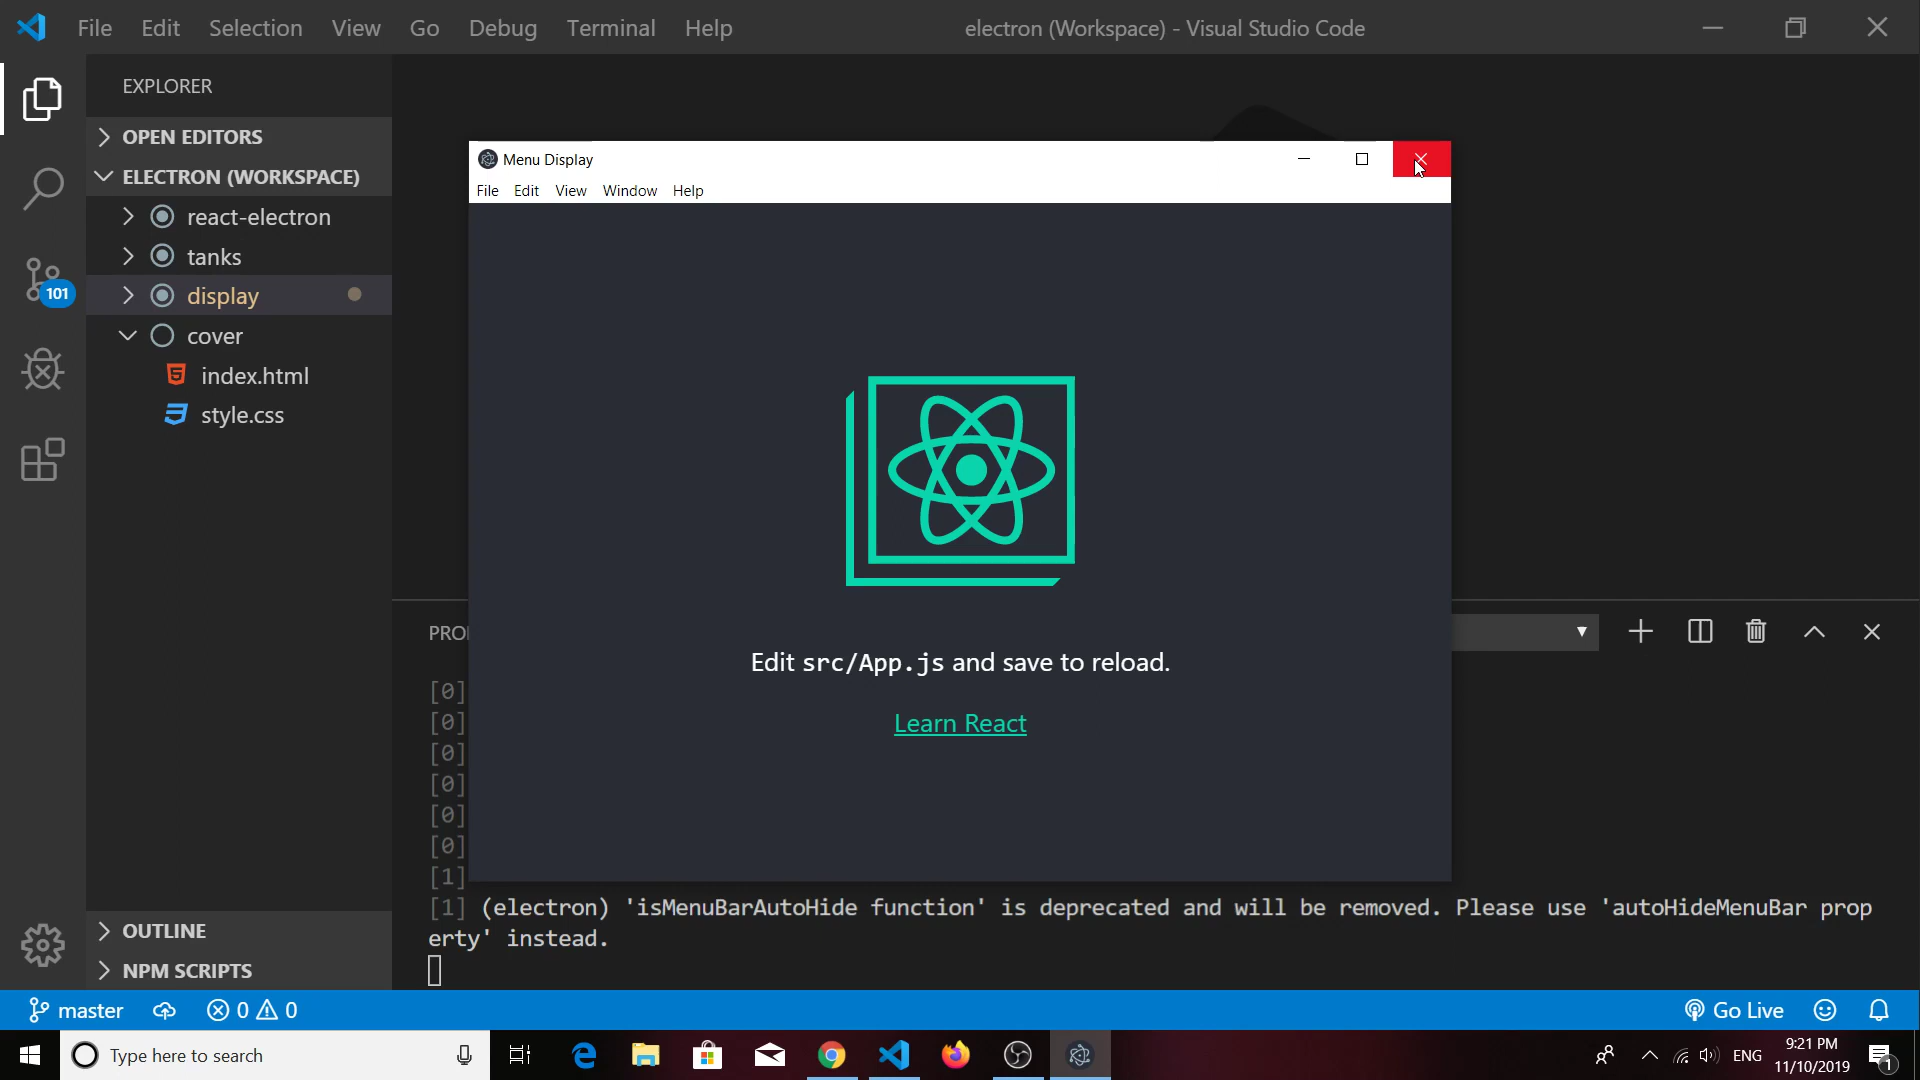 File Edit Selection View Go Debug Terminal Help electron (Workspace) - Visual Studio Code
EXPLORER
OPEN EDITORS
ELECTRON (WORKSPACE)
react-electron
tanks
101
display
cover
index.html
style.css
OUTLINE
NPM SCRIPTS
Menu Display
File Edit View Window Help
Edit src/App.js and save to reload.
Learn React
PRO
[0]
[0]
[0]
[0]
[0]
[0]
[1]
[1] (electron) 'isMenuBarAutoHide function' is deprecated and will be removed. Please use 'autoHideMenuBar prop
erty' instead.
master 0 0 Go Live
Type here to search
ENG
9:21 PM
11/10/2019
1